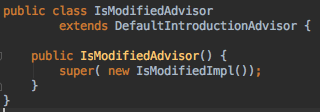 public class IsModifiedAdvisor
extends DefaultIntroductionAdvisor {
public IsModifiedAdvisor() {
super( new IsModifiedImpl());
}
}